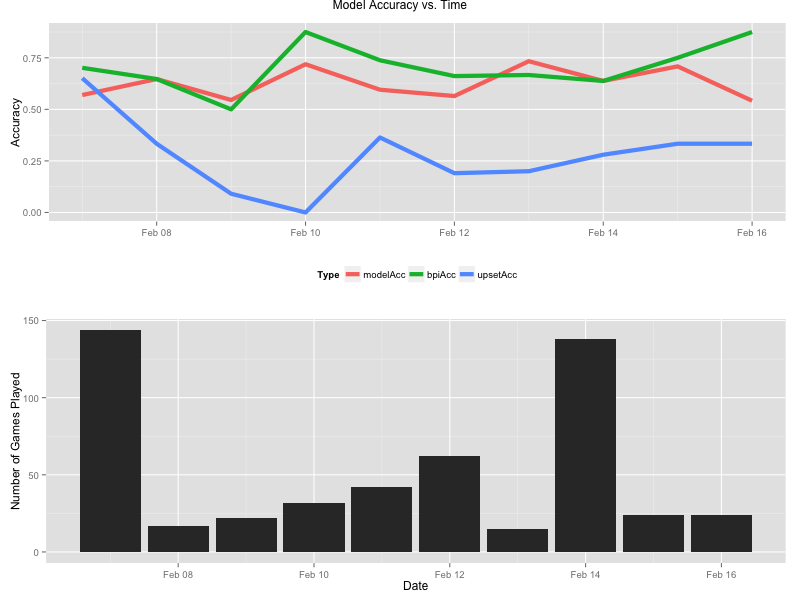 Model Accuracy vs. Time
Accuracy
0.75
0.50
0.25
0.00
Feb 08 Feb 10 Feb 12 Feb 14 Feb 16
Type modelAcc bpiAcc upsetAcc
Number of Games Played
150
100
50
0
Feb 08 Feb 10 Feb 12 Feb 14 Feb 16
Date